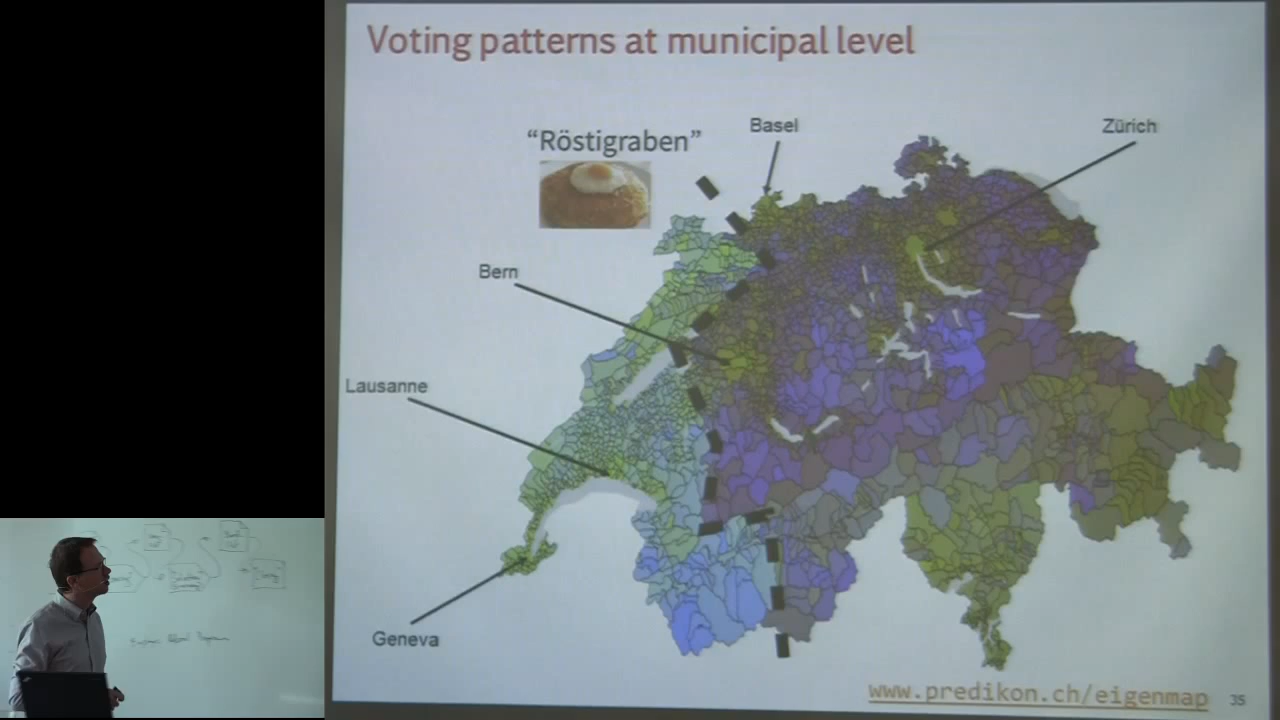 Voting patterns at municipal level
“Röstigraben”
Basel
Zürich
Bern
Lausanne
Geneva
www.predikon.ch/eigenmap
35